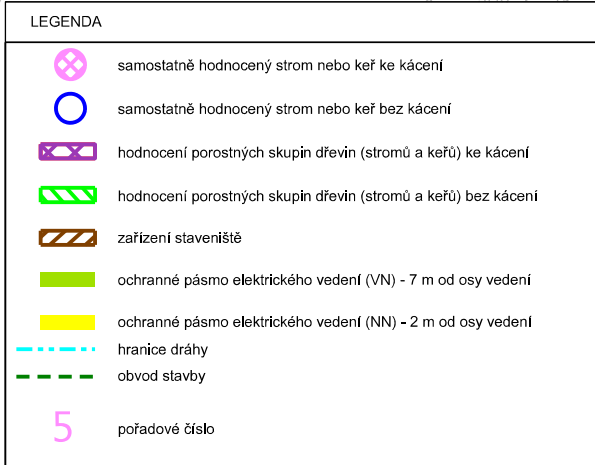 LEGENDA
samostatně hodnocený strom nebo keř ke kácení
samostatně hodnocený strom nebo keř bez kácení
hodnocení porostných skupin dřevin (stromů a keřů) ke kácení
hodnocení porostných skupin dřevin (stromů a keřů) bez kácení
zařízení staveniště
ochranné pásmo elektrického vedení (VN) - 7 m od osy vedení
ochranné pásmo elektrického vedení (NN) - 2 m od osy vedení
hranice dráhy
obvod stavby
5 pořadové číslo